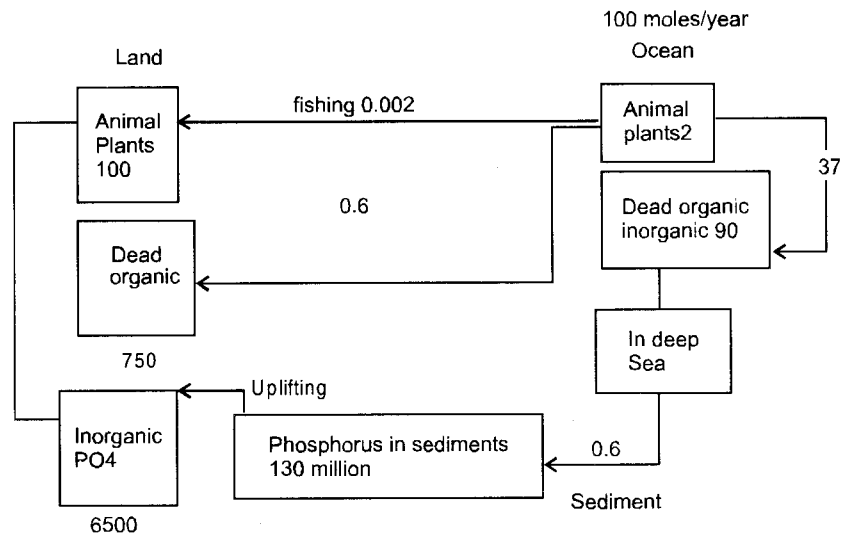 100 moles/year
Land
Ocean
fishing 0.002
Animal
Plants
100
Animal
plants2
37
0.6
Dead organic
inorganic 90
Dead
organic
750
In deep
Sea
Uplifting
Inorganic
PO4
Phosphorus in sediments
130 million
0.6
Sediment
6500